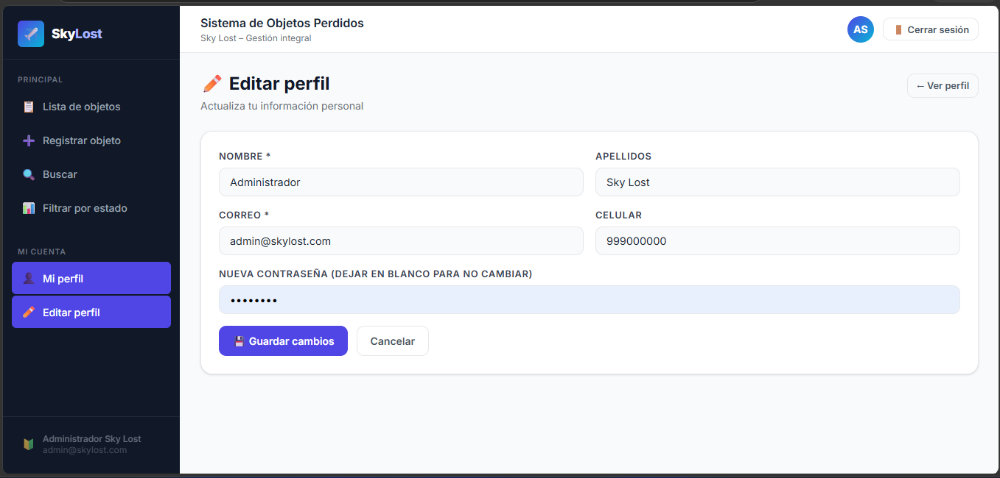 SkyLost
PRINCIPAL
Lista de objetos
Registrar objeto
Buscar
Filtrar por estado
MI CUENTA
Mi perfil
Editar perfil
Administrador Sky Lost
admin@skylost.com
Sistema de Objetos Perdidos
Sky Lost – Gestión integral
AS
Cerrar sesión
Editar perfil
Actualiza tu información personal
← Ver perfil
NOMBRE *
Administrador
APELLIDOS
Sky Lost
CORREO *
admin@skylost.com
CELULAR
999000000
NUEVA CONTRASEÑA (DEJAR EN BLANCO PARA NO CAMBIAR)
••••••••
Guardar cambios
Cancelar